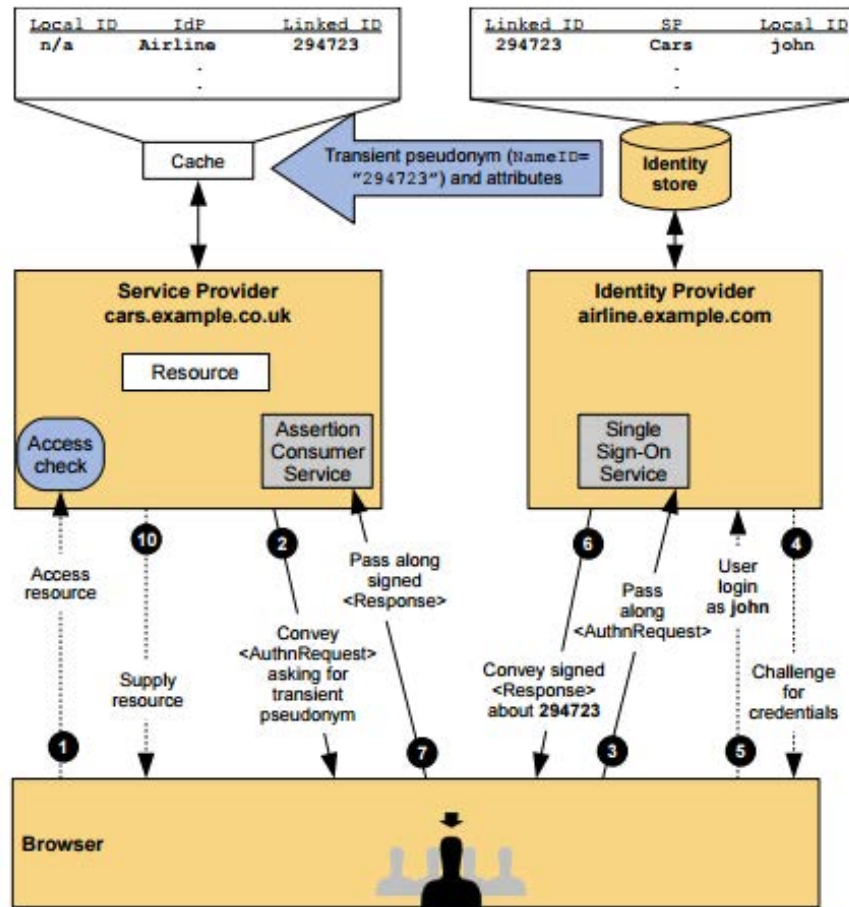 Local ID IdP Linked ID
n/a Airline 294723
.
.
Linked ID SP Local ID
294723 Cars john
.
.
Cache
Transient pseudonym (NameID=
"294723") and attributes
Identity
store
Service Provider
cars.example.co.uk
Resource
Access
check
Assertion
Consumer
Service
Identity Provider
airline.example.com
Single
Sign-On
Service
10
2
6
4
Access
resource
Supply
resource
Convey
<AuthnRequest>
asking for
transient
pseudonym
Pass along
signed
<Response>
Convey signed
<Response>
about 294723
Pass
along
<AuthnRequest>
User
login
as john
Challenge
for
credentials
1
7
3
5
Browser